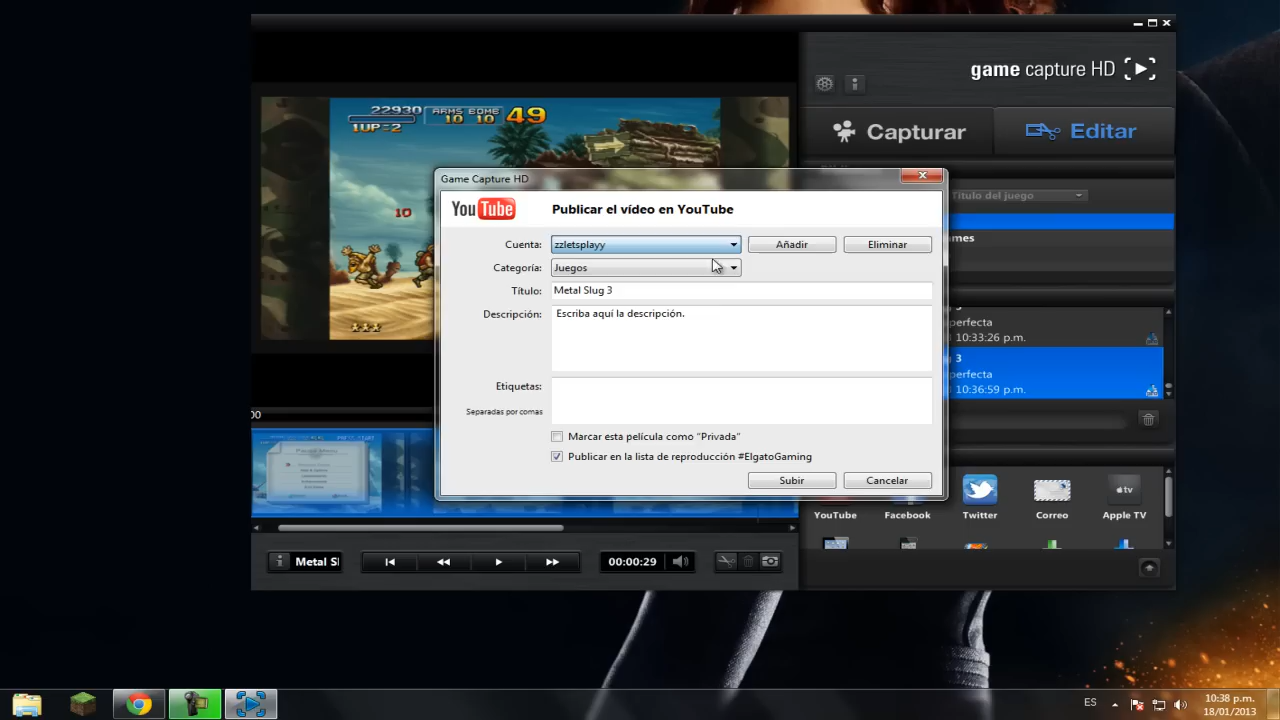 game capture HD
Capturar
Editar
22930
ARMS BOMB
10 10
49
1UP=2
10
Título del juego
Game Capture HD
YouTube
Publicar el vídeo en YouTube
Cuenta:
zzletsplayy
Añadir
Eliminar
Categoría:
Juegos
Título:
Metal Slug 3
Descripción:
Escriba aquí la descripción.
Etiquetas:
Separadas por comas
Marcar esta película como "Privada"
Publicar en la lista de reproducción #ElgatoGaming
Subir
Cancelar
ames
perfecta
10:33:26 p.m.
3
perfecta
10:36:59 p.m.
00
YouTube
Facebook
Twitter
Correo
tv
Apple TV
Metal Sl
00:00:29
ES
10:38 p.m.
18/01/2013